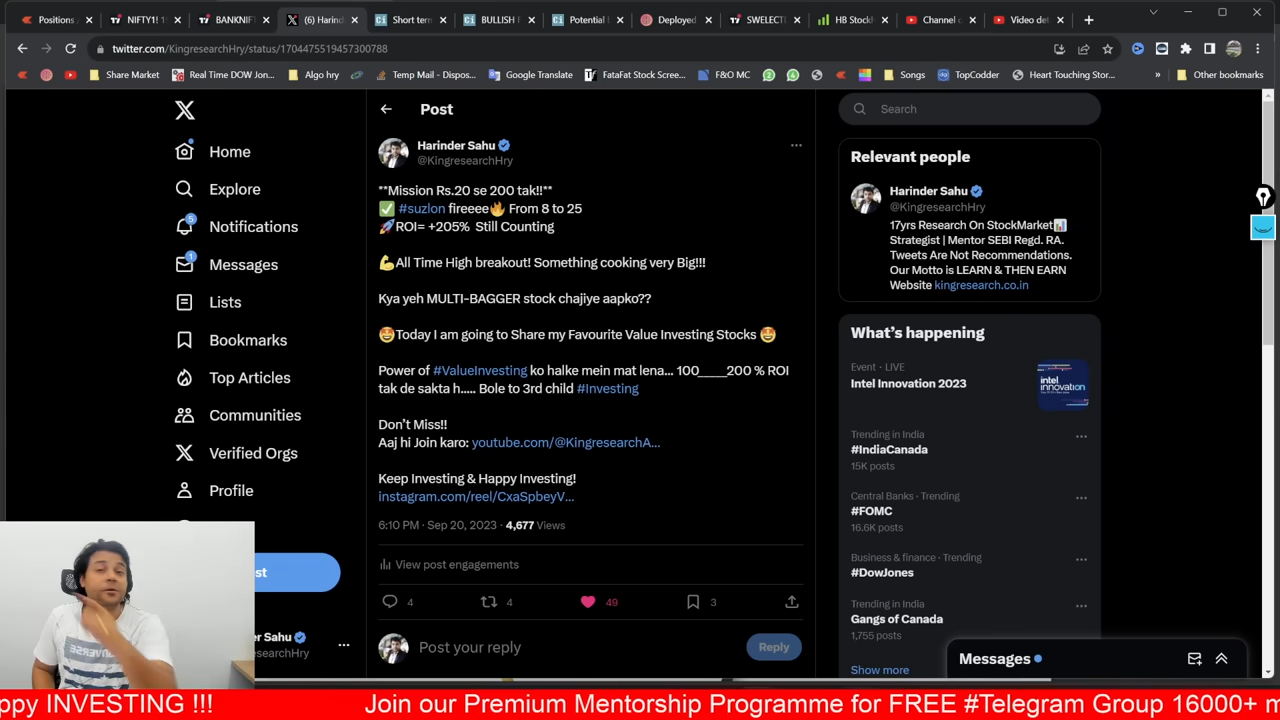 Positions
NIFTY1! 1
BANKNIF
(6) Harind
Short term
BULLISH
Potential
Deployed
SWELECT
HB Stock
Channel c
Video det
twitter.com/KingresearchHry/status/1704475519457300788
Share Market
Real Time DOW Jon...
Algo hry
Temp Mail - Dispos...
Google Translate
FataFat Stock Scree...
F&O MC
Songs
TopCodder
Heart Touching Stor...
»
Other bookmarks
X
Home
Explore
5
Notifications
1
Messages
Lists
Bookmarks
Top Articles
Communities
Verified Orgs
Profile
Post
Harinder Sahu
@KingresearchHry
**Mission Rs.20 se 200 tak!!**
✅ #suzlon fireeee🔥 From 8 to 25
🚀ROI= +205% Still Counting
💪All Time High breakout! Something cooking very Big!!!
Kya yeh MULTI-BAGGER stock chajiye aapko??
🤩Today I am going to Share my Favourite Value Investing Stocks 🤩
Power of #ValueInvesting ko halke mein mat lena... 100_____200 % ROI
tak de sakta h..... Bole to 3rd child #Investing
Don't Miss!!
Aaj hi Join karo: youtube.com/@KingresearchA...
Keep Investing & Happy Investing!
instagram.com/reel/CxaSpbeyV...
6:10 PM · Sep 20, 2023 · 4,677 Views
View post engagements
4
4
49
3
Post your reply
Reply
Search
Relevant people
Harinder Sahu
@KingresearchHry
17yrs Research On StockMarket📊
Strategist | Mentor SEBI Regd. RA.
Tweets Are Not Recommendations.
Our Motto is LEARN & THEN EARN
Website kingresearch.co.in
What's happening
Event · LIVE
Intel Innovation 2023
intel
innovation
Trending in India
#IndiaCanada
15K posts
Central Banks · Trending
#FOMC
16.6K posts
Business & finance · Trending
#DowJones
Trending in India
Gangs of Canada
1,755 posts
Show more
Messages
st
er Sahu
esearchHry
ppy INVESTING !!!
Join our Premium Mentorship Programme for FREE #Telegram Group 16000+ m